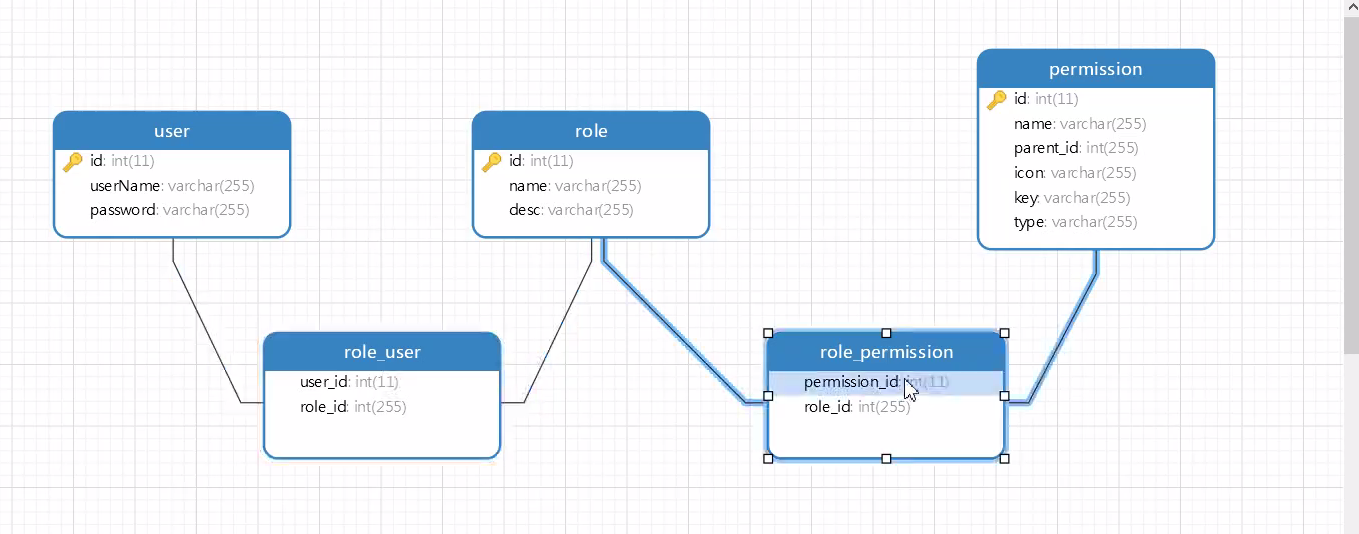 user
id: int(11)
userName: varchar(255)
password: varchar(255)
role
id: int(11)
name: varchar(255)
desc: varchar(255)
permission
id: int(11)
name: varchar(255)
parent_id: int(255)
icon: varchar(255)
key: varchar(255)
type: varchar(255)
role_user
user_id: int(11)
role_id: int(255)
role_permission
permission_id: int(11)
role_id: int(255)